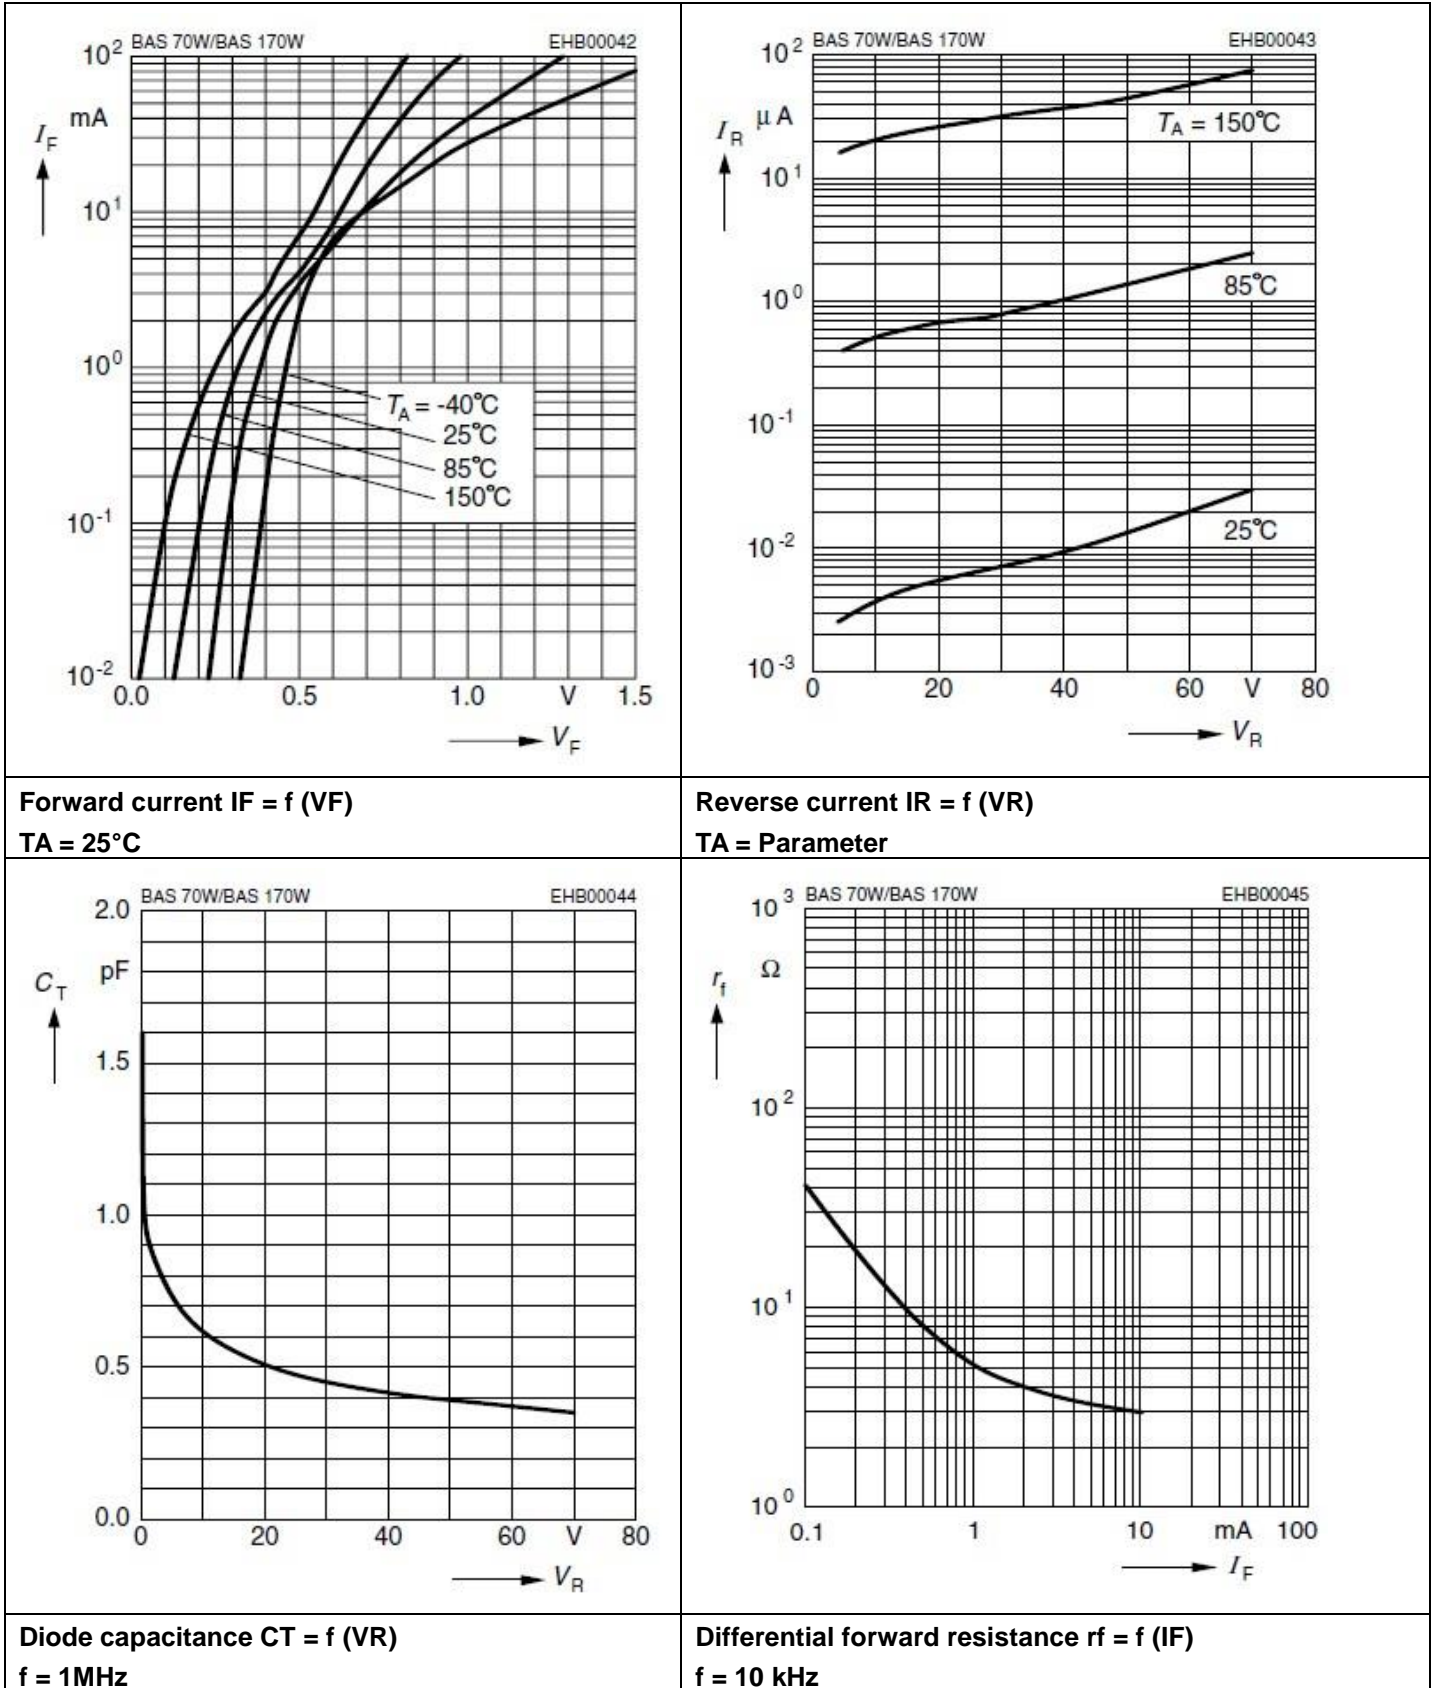 BAS 70W/BAS 170W EHB00042
10² 
I_F mA
10¹
10⁰
10⁻¹
10⁻²
T_A = -40°C
25°C
85°C
150°C
0.0 0.5 1.0 V 1.5
V_F
Forward current IF = f (VF)
TA = 25°C
BAS 70W/BAS 170W EHB00043
10²
I_R μA
10¹
10⁰
10⁻¹
10⁻²
10⁻³
T_A = 150°C
85°C
25°C
0 20 40 60 V 80
V_R
Reverse current IR = f (VR)
TA = Parameter
BAS 70W/BAS 170W EHB00044
2.0
C_T pF
1.5
1.0
0.5
0.0
0 20 40 60 V 80
V_R
Diode capacitance CT = f (VR)
f = 1MHz
BAS 70W/BAS 170W EHB00045
10³
r_f Ω
10²
10¹
10⁰
0.1 1 10 mA 100
I_F
Differential forward resistance rf = f (IF)
f = 10 kHz